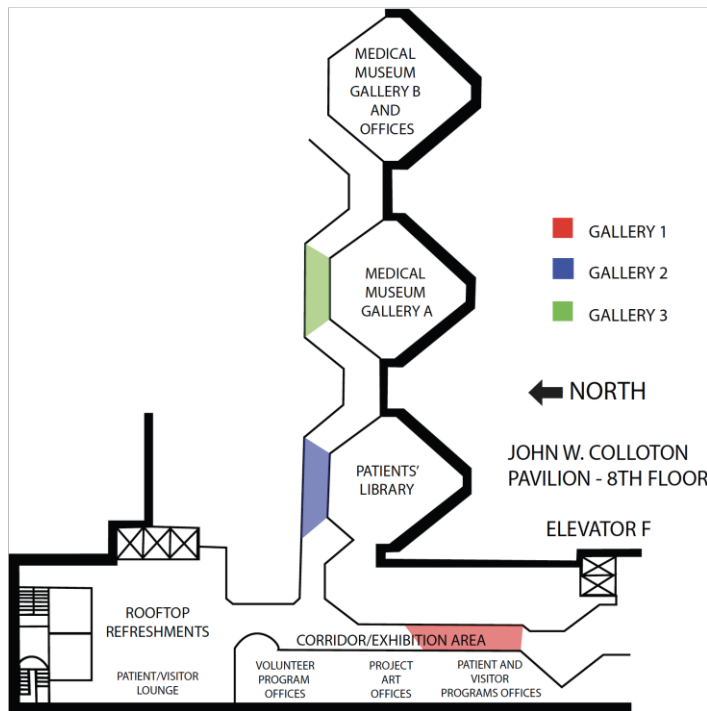 MEDICAL
MUSEUM
GALLERY B
AND
OFFICES
GALLERY 1
GALLERY 2
GALLERY 3
MEDICAL
MUSEUM
GALLERY A
NORTH
JOHN W. COLLOTON
PAVILION - 8TH FLOOR
PATIENTS'
LIBRARY
ELEVATOR F
ROOFTOP
REFRESHMENTS
CORRIDOR/EXHIBITION AREA
PATIENT/VISITOR
LOUNGE
VOLUNTEER
PROGRAM
OFFICES
PROJECT
ART
OFFICES
PATIENT AND
VISITOR
PROGRAMS OFFICES